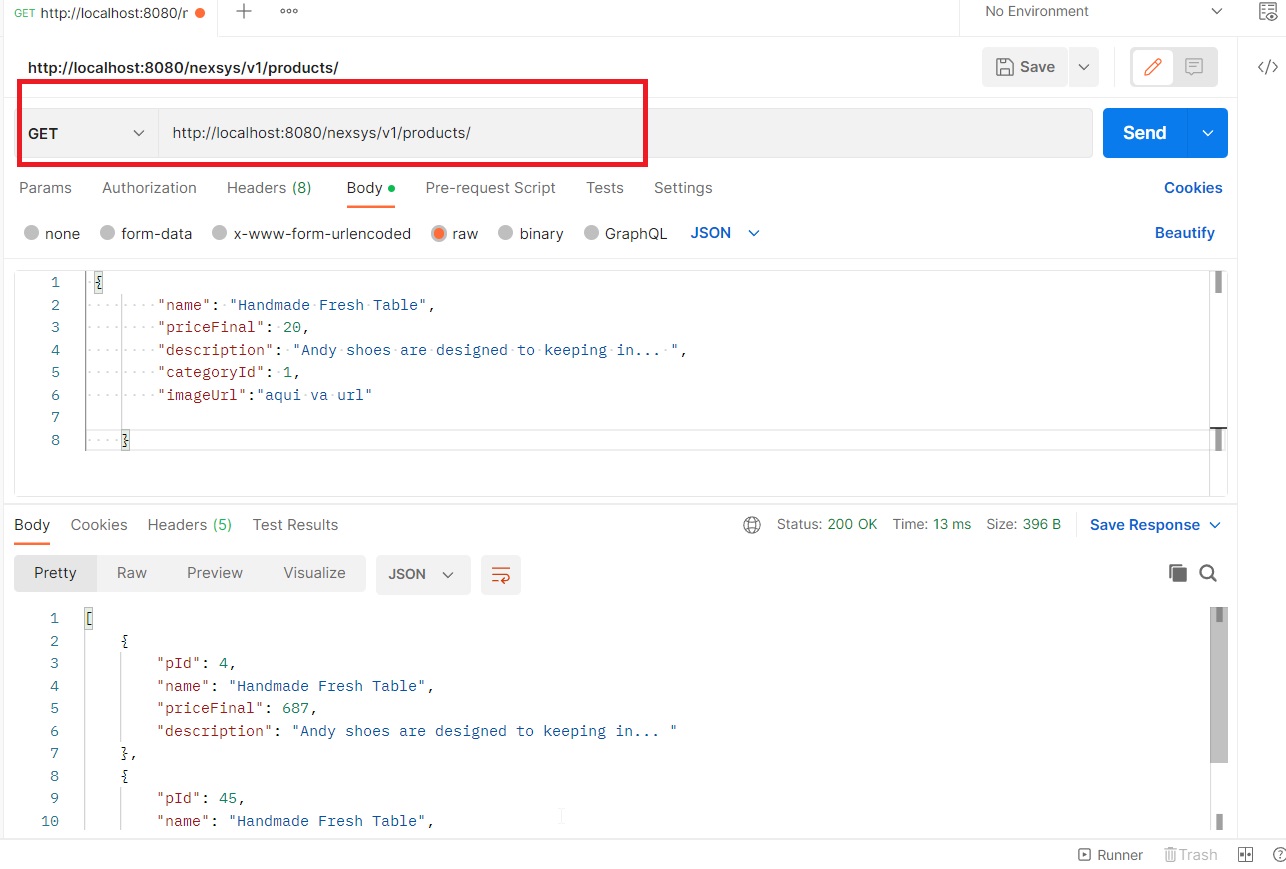 GET http://localhost:8080/r
No Environment
http://localhost:8080/nexsys/v1/products/
Save
GET http://localhost:8080/nexsys/v1/products/
Send
Params Authorization Headers (8) Body Pre-request Script Tests Settings Cookies
none form-data x-www-form-urlencoded raw binary GraphQL JSON Beautify
1 {
2 "name": "Handmade Fresh Table",
3 "priceFinal": 20,
4 "description": "Andy shoes are designed to keeping in... ",
5 "categoryId": 1,
6 "imageUrl":"aqui va url"
7
8 }
Body Cookies Headers (5) Test Results Status: 200 OK Time: 13 ms Size: 396 B Save Response
Pretty Raw Preview Visualize JSON
1 [
2 {
3 "pId": 4,
4 "name": "Handmade Fresh Table",
5 "priceFinal": 687,
6 "description": "Andy shoes are designed to keeping in... "
7 },
8 {
9 "pId": 45,
10 "name": "Handmade Fresh Table",
Runner Trash